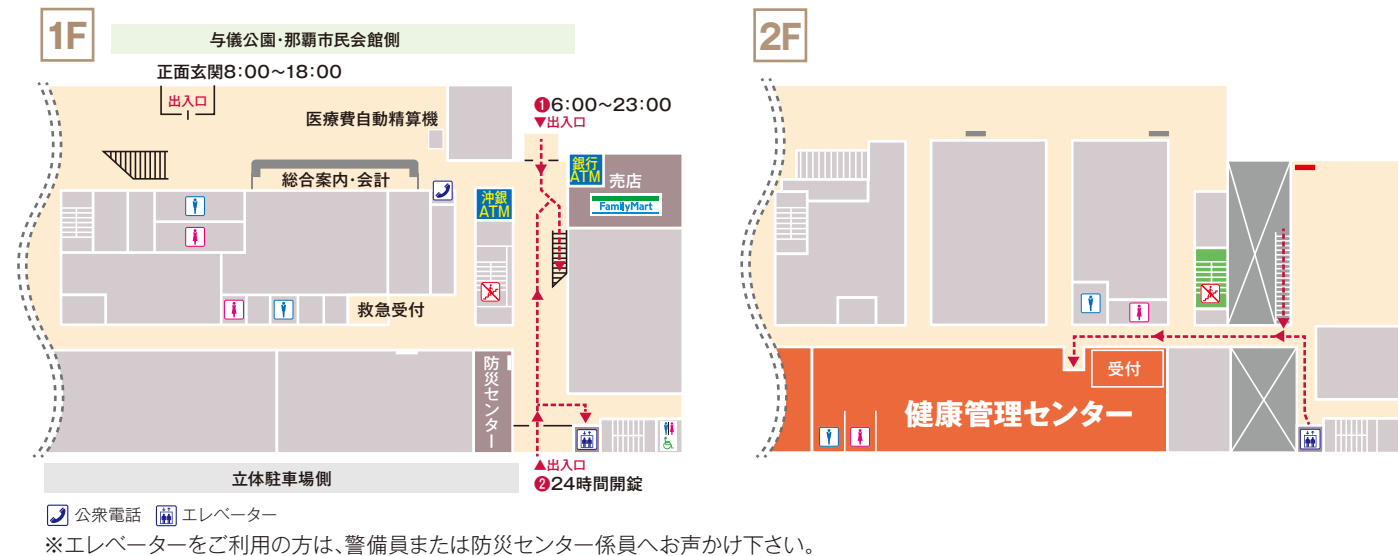 1F
与儀公園・那覇市民会館側
正面玄関8：00～18：00
出入口
医療費自動精算機
❶6：00～23：00
▼出入口
総合案内・会計
沖銀
ATM
銀行
ATM
売店
FamilyMart
救急受付
防災センター
立体駐車場側
▲出入口
❷24時間開錠
2F
受付
健康管理センター
公衆電話 エレベーター
※エレベーターをご利用の方は、警備員または防災センター係員へお声かけ下さい。